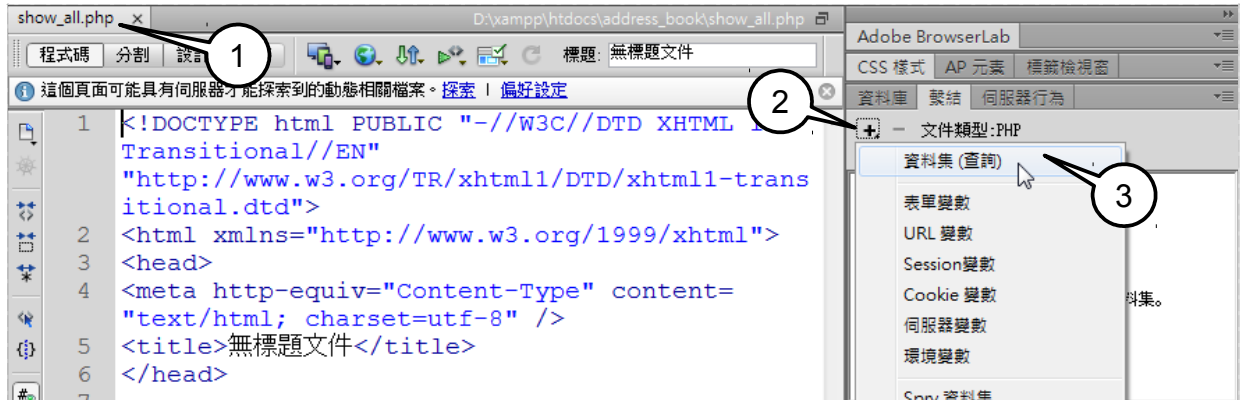 show_all.php ×
D:\xampp\htdocs\address_book\show_all.php
程式碼 分割 標題: 無標題文件
1
這個頁面可能具有伺服器才能探索到的動態相關檔案。探索 | 偏好設定
1 <!DOCTYPE html PUBLIC "-//W3C//DTD XHTML
Transitional//EN"
"http://www.w3.org/TR/xhtml1/DTD/xhtml1-trans
itional.dtd">
2 <html xmlns="http://www.w3.org/1999/xhtml">
3 <head>
4 <meta http-equiv="Content-Type" content=
"text/html; charset=utf-8" />
5 <title>無標題文件</title>
6 </head>
7
Adobe BrowserLab
CSS 樣式 AP 元素 標籤檢視窗
資料庫 繫結 伺服器行為
2
文件類型:PHP
資料集 (查詢)
3
表單變數
URL 變數
Session變數
Cookie 變數
料集。
伺服器變數
環境變數
Spry 資料集